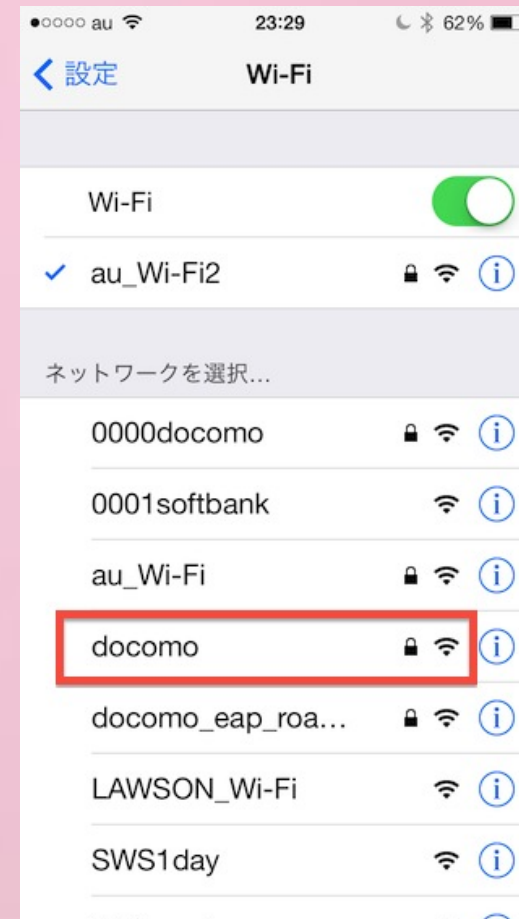 au 23:29 62%
設定 Wi-Fi
Wi-Fi
au_Wi-Fi2
ネットワークを選択...
0000docomo
0001softbank
au_Wi-Fi
docomo
docomo_eap_roa...
LAWSON_Wi-Fi
SWS1day